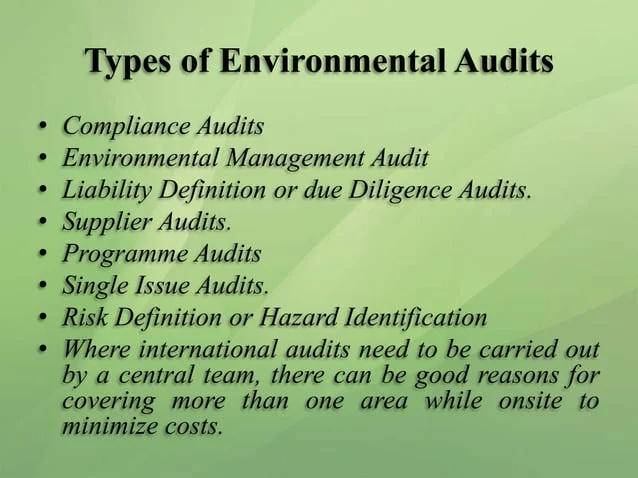 Types of Environmental Audits
• Compliance Audits
• Environmental Management Audit
• Liability Definition or due Diligence Audits.
• Supplier Audits.
• Programme Audits
• Single Issue Audits.
• Risk Definition or Hazard Identification
• Where international audits need to be carried out
by a central team, there can be good reasons for
covering more than one area while onsite to
minimize costs.